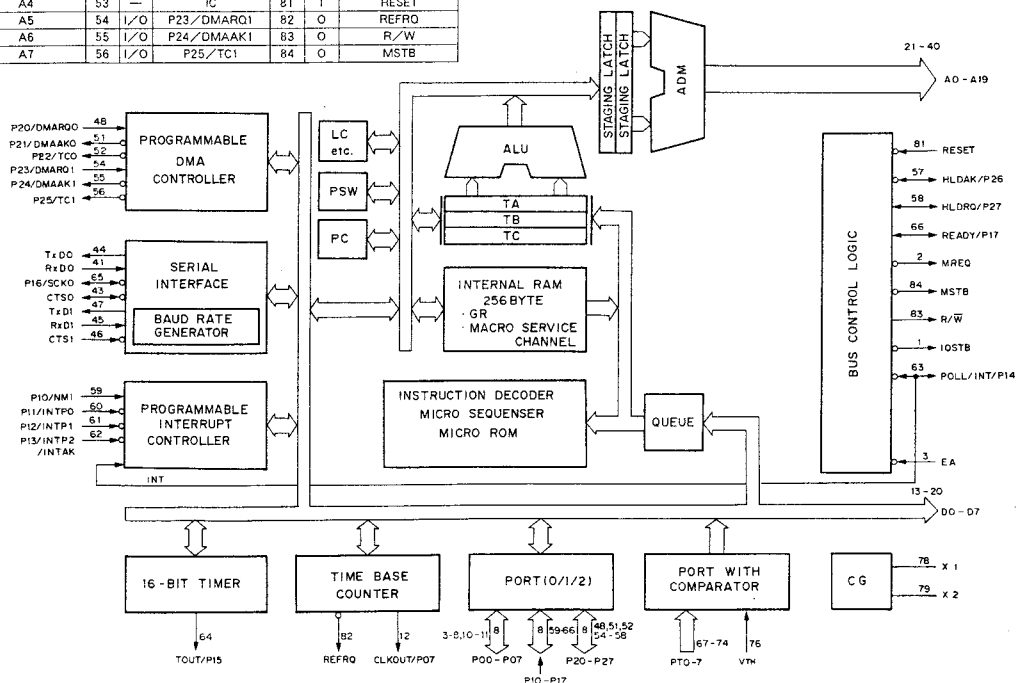 A4 53 — IC 81 I RESET
A5 54 I/O P23/DMARQ1 82 O REFRQ
A6 55 I/O P24/DMAAK1 83 O R/W
A7 56 I/O P25/TC1 84 O MSTB
21-40
A0-A19
STAGING LATCH
STAGING LATCH
ADM
LC
etc.
PSW
PC
ALU
TA
TB
TC
P20/DMARQ0 48
P21/DMAAK0 51
P22/TC0 52
P23/DMARQ1 54
P24/DMAAK1 55
P25/TC1 56
PROGRAMMABLE
DMA
CONTROLLER
TxD0 44
RxD0 41
P16/SCK0 65
CTS0 43
TxD1 47
RxD1 45
CTS1 46
SERIAL
INTERFACE
BAUD RATE
GENERATOR
INTERNAL RAM
256 BYTE
· GR
· MACRO SERVICE
CHANNEL
P10/NMI 59
P11/INTP0 60
P12/INTP1 61
P13/INTP2 62
/INTAK
PROGRAMMABLE
INTERRUPT
CONTROLLER
INT
INSTRUCTION DECODER
MICRO SEQUENSER
MICRO ROM
QUEUE
BUS CONTROL LOGIC
81 RESET
57 HLDAK/P26
58 HLDRQ/P27
66 READY/P17
2 MREQ
84 MSTB
83 R/W̅
1 IOSTB
63 POLL/INT/P14
3 EA
13-20
D0-D7
16-BIT TIMER
64
TOUT/P15
TIME BASE
COUNTER
82
REFRQ
12
CLKOUT/P07
PORT (0/1/2)
3-8,10-11 8
P00-P07
8 59-66
P10-P17
8 48,51,52
54-58
P20-P27
PORT WITH
COMPARATOR
67-74
PT0-7
76
VTH
CG
78 X1
79 X2